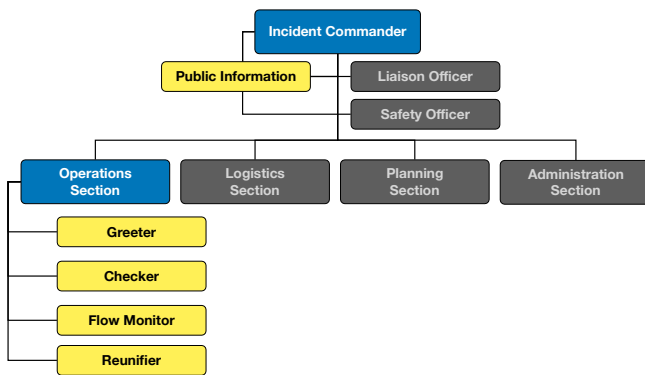 Incident Commander
Public Information
Liaison Officer
Safety Officer
Operations
Section
Logistics
Section
Planning
Section
Administration
Section
Greeter
Checker
Flow Monitor
Reunifier